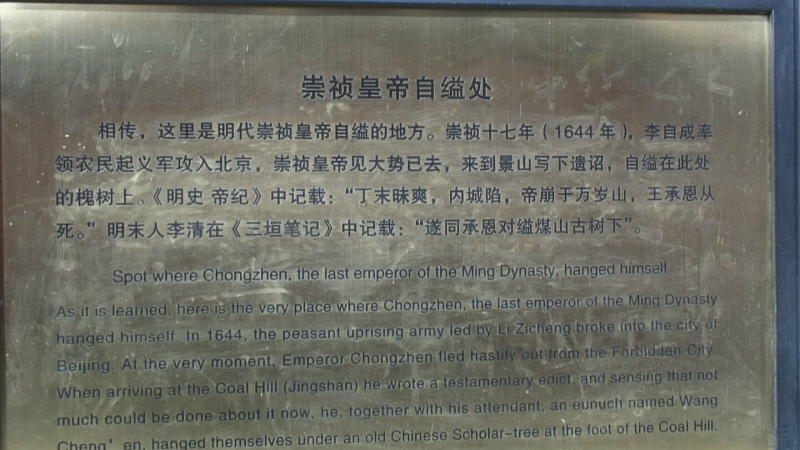 崇祯皇帝自缢处
相传，这里是明代崇祯皇帝自缢的地方。崇祯十七年（1644 年），李自成率
领农民起义军攻入北京，崇祯皇帝见大势已去，来到景山写下遗诏，自缢在此处
的槐树上。《明史 帝纪》中记载：“丁末昧爽，内城陷，帝崩于万岁山，王承恩从
死。”明末人李清在《三垣笔记》中记载：“遂同承恩对缢煤山古树下”。
Spot where Chongzhen, the last emperor of the Ming Dynasty, hanged himself
As it is learned, here is the very place where Chongzhen, the last emperor of the Ming Dynasty
hanged himself. In 1644, the peasant uprising army led by Li Zicheng broke into the city of
Beijing. At the very moment, Emperor Chongzhen fled hastily out from the Forbidden City.
When arriving at the Coal Hill (Jingshan) he wrote a testamentary edict, and sensing that not
much could be done about it now, he, together with his attendant, an eunuch named Wang
Cheng’en, hanged themselves under an old Chinese Scholar-tree at the foot of the Coal Hill.